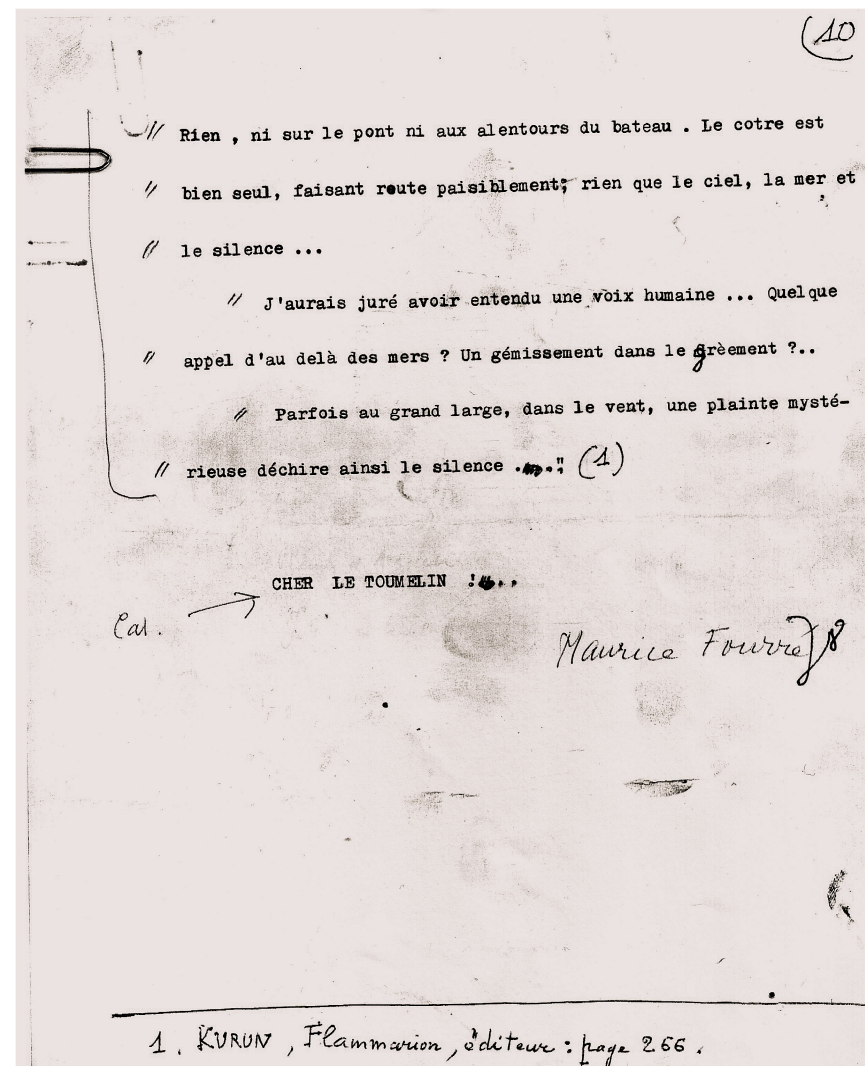 (10
" Rien , ni sur le pont ni aux alentours du bateau . Le cotre est
" bien seul, faisant route paisiblement; rien que le ciel, la mer et
" le silence ...
" J'aurais juré avoir entendu une voix humaine ... Quelque
" appel d'au delà des mers ? Un gémissement dans le grèement ?..
" Parfois au grand large, dans le vent, une plainte mysté-
" rieuse déchire ainsi le silence ..." (1)
CHER LE TOUMELIN !...
Cal.
Maurice Fourré
1. KURUN, Flammarion, éditeur : page 266.